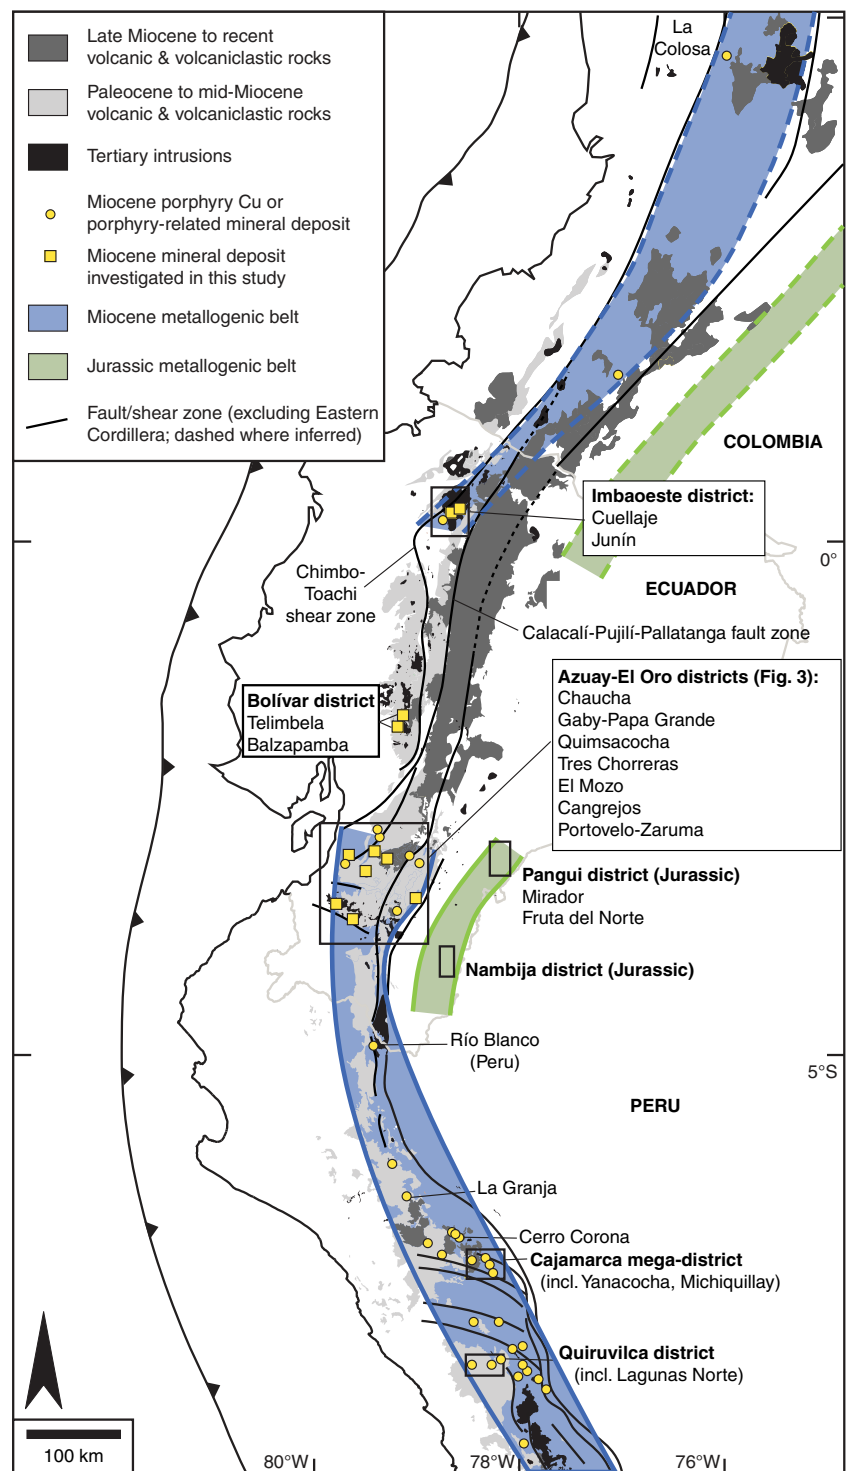 Late Miocene to recent
volcanic & volcaniclastic rocks
Paleocene to mid-Miocene
volcanic & volcaniclastic rocks
Tertiary intrusions
Miocene porphyry Cu or
porphyry-related mineral deposit
Miocene mineral deposit
investigated in this study
Miocene metallogenic belt
Jurassic metallogenic belt
Fault/shear zone (excluding Eastern
Cordillera; dashed where inferred)
La
Colosa
COLOMBIA
Imbaoeste district:
Cuellaje
Junín
0°
Chimbo-
Toachi
shear zone
ECUADOR
Calacalí-Pujilí-Pallatanga fault zone
Bolívar district
Telimbela
Balzapamba
Azuay-El Oro districts (Fig. 3):
Chaucha
Gaby-Papa Grande
Quimsacocha
Tres Chorreras
El Mozo
Cangrejos
Portovelo-Zaruma
Pangui district (Jurassic)
Mirador
Fruta del Norte
Nambija district (Jurassic)
Río Blanco
(Peru)
5°S
PERU
La Granja
Cerro Corona
Cajamarca mega-district
(incl. Yanacocha, Michiquillay)
Quiruvilca district
(incl. Lagunas Norte)
100 km
80°W
78°W
76°W